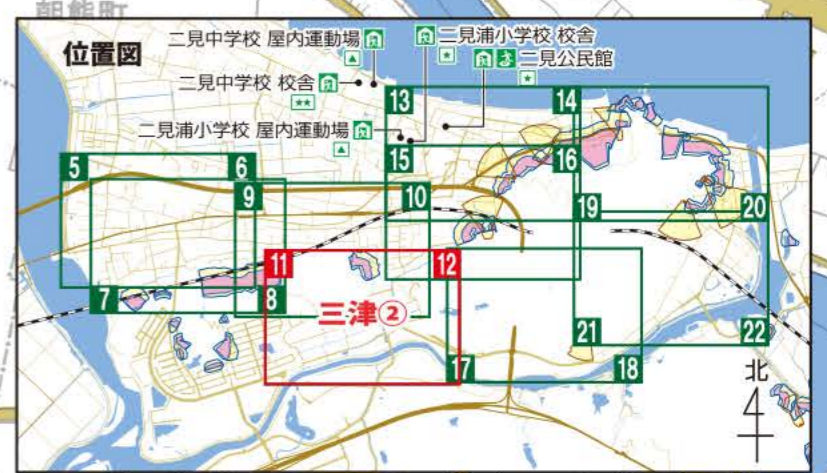 朝熊町
位置図
二見中学校 屋内運動場
▲
二見浦小学校 校舎
★
二見公民館
★
二見中学校 校舎
★★
二見浦小学校 屋内運動場
▲
13
14
15
16
5
6
9
10
19
20
11
12
7
8
三津②
21
22
17
18
北